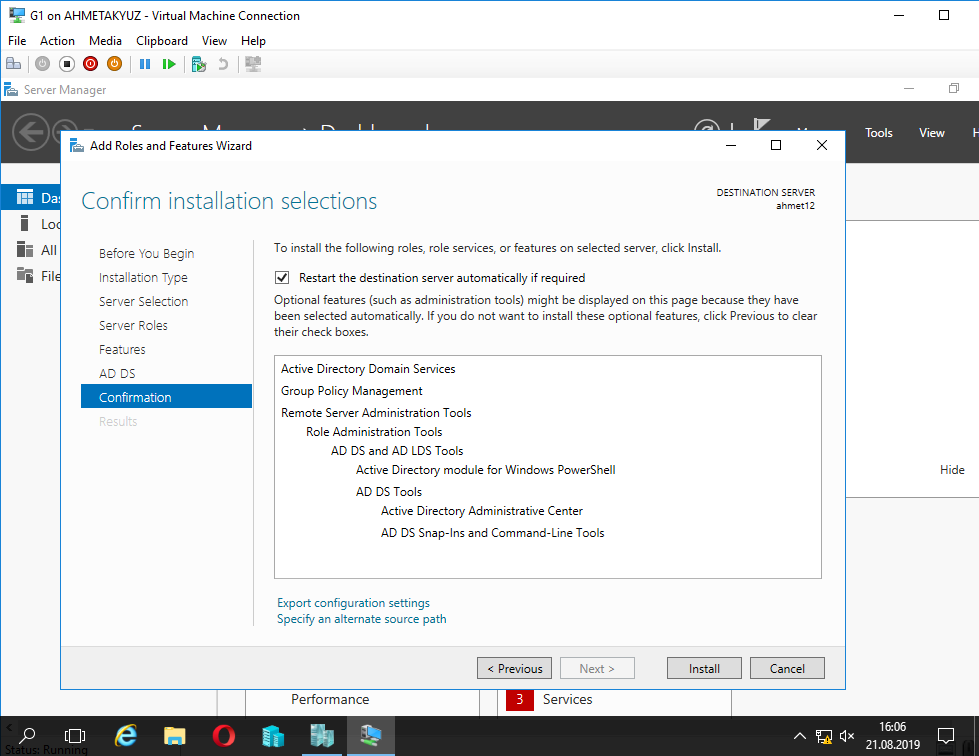 G1 on AHMETAKYUZ - Virtual Machine Connection
File Action Media Clipboard View Help
Server Manager
Tools View
Add Roles and Features Wizard
Confirm installation selections
DESTINATION SERVER
ahmet12
Before You Begin
Installation Type
Server Selection
Server Roles
Features
AD DS
Confirmation
Results
To install the following roles, role services, or features on selected server, click Install.
Restart the destination server automatically if required
Optional features (such as administration tools) might be displayed on this page because they have
been selected automatically. If you do not want to install these optional features, click Previous to clear
their check boxes.
Active Directory Domain Services
Group Policy Management
Remote Server Administration Tools
Role Administration Tools
AD DS and AD LDS Tools
Active Directory module for Windows PowerShell
AD DS Tools
Active Directory Administrative Center
AD DS Snap-Ins and Command-Line Tools
Export configuration settings
Specify an alternate source path
< Previous Next > Install Cancel
Das
Loc
All
File
Hide
Performance
3 Services
16:06
21.08.2019
Status: Running